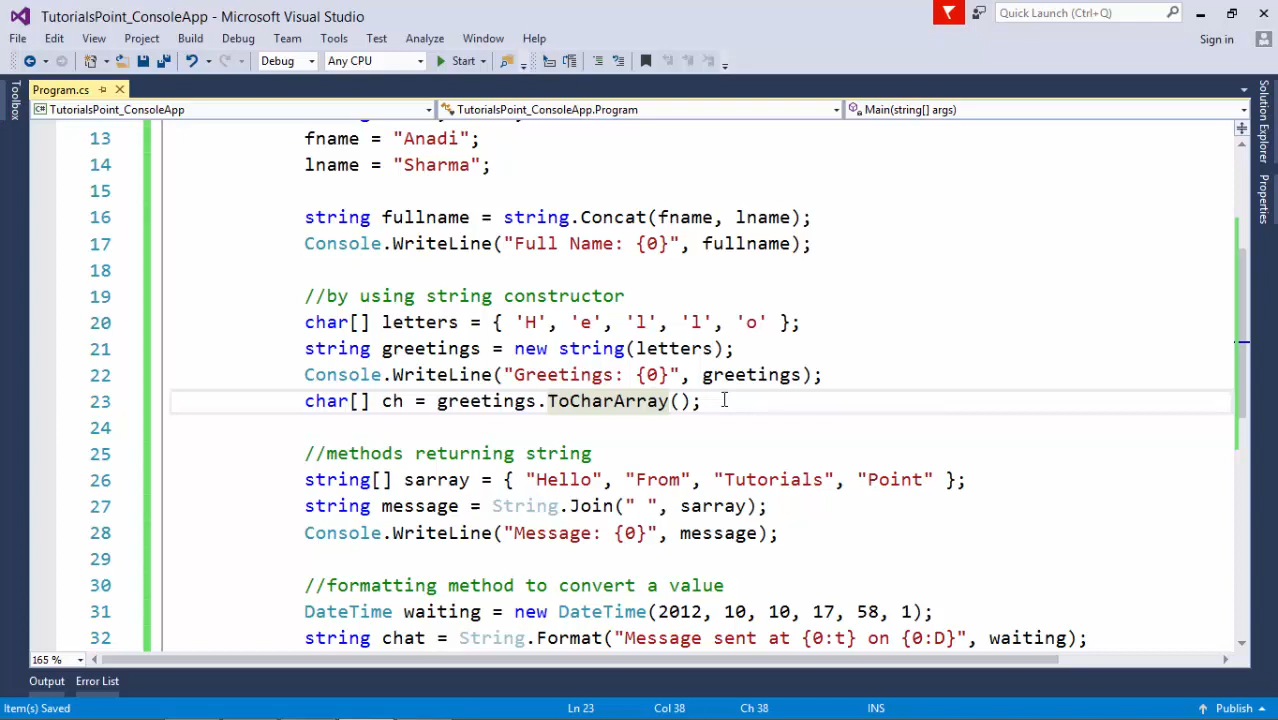 TutorialsPoint_ConsoleApp - Microsoft Visual Studio
Quick Launch (Ctrl+Q)
File Edit View Project Build Debug Team Tools Test Analyze Window Help
Sign in
Debug Any CPU Start
Toolbox
Program.cs
TutorialsPoint_ConsoleApp TutorialsPoint_ConsoleApp.Program Main(string[] args)
Solution Explorer
Properties
13 fname = "Anadi";
14 lname = "Sharma";
15
16 string fullname = string.Concat(fname, lname);
17 Console.WriteLine("Full Name: {0}", fullname);
18
19 //by using string constructor
20 char[] letters = { 'H', 'e', 'l', 'l', 'o' };
21 string greetings = new string(letters);
22 Console.WriteLine("Greetings: {0}", greetings);
23 char[] ch = greetings.ToCharArray();
24
25 //methods returning string
26 string[] sarray = { "Hello", "From", "Tutorials", "Point" };
27 string message = String.Join(" ", sarray);
28 Console.WriteLine("Message: {0}", message);
29
30 //formatting method to convert a value
31 DateTime waiting = new DateTime(2012, 10, 10, 17, 58, 1);
32 string chat = String.Format("Message sent at {0:t} on {0:D}", waiting);
165 %
Output Error List
Item(s) Saved Ln 23 Col 38 Ch 38 INS Publish